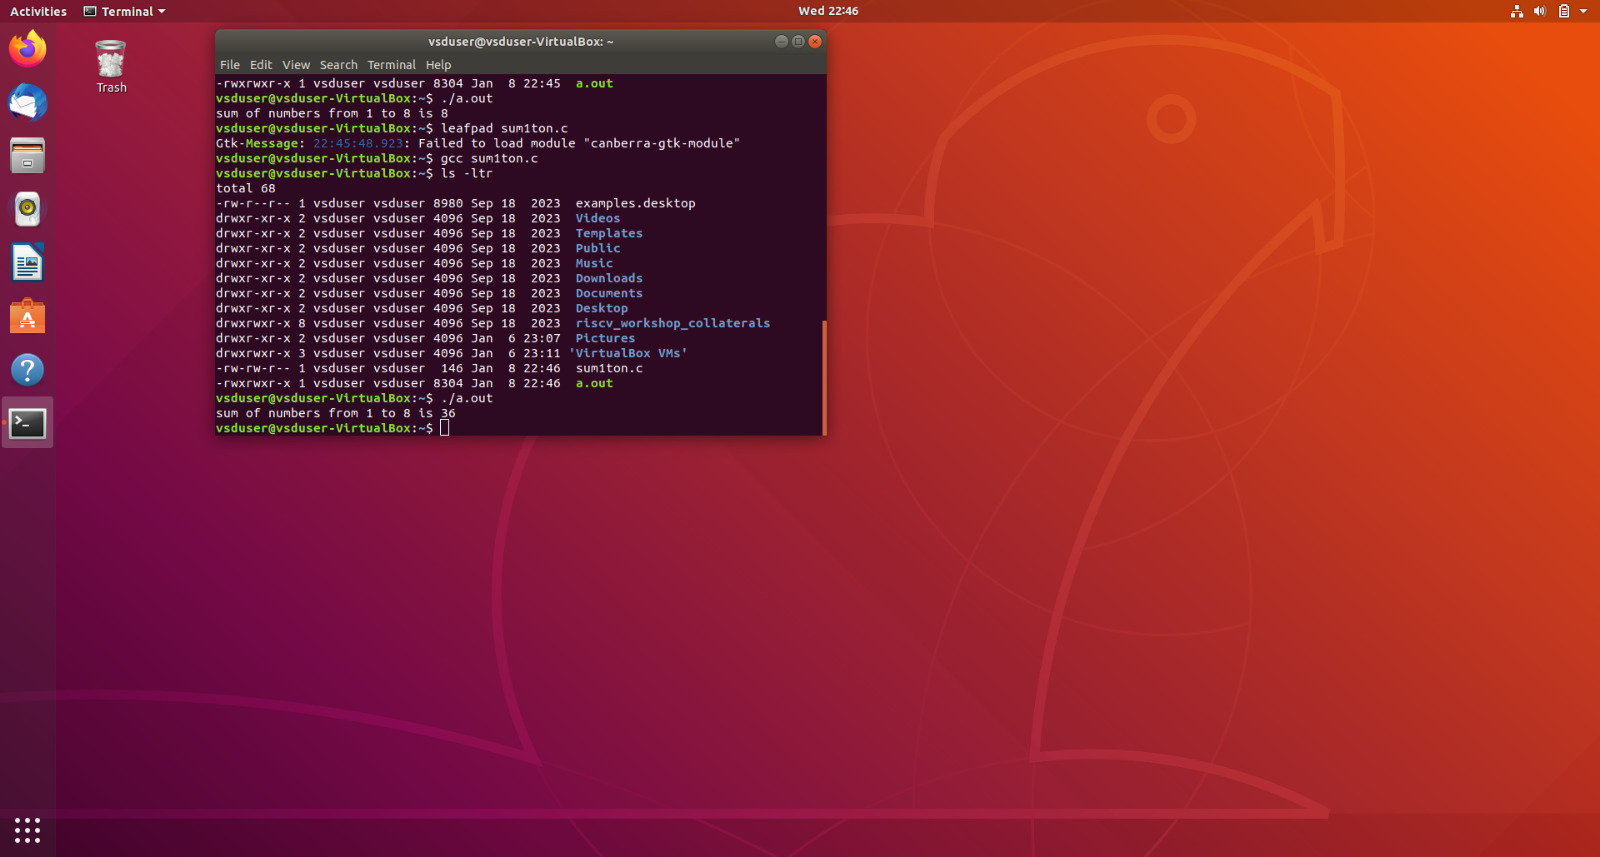 Activities Terminal Wed 22:46
Trash
vsduser@vsduser-VirtualBox: ~
File Edit View Search Terminal Help
-rwxrwxr-x 1 vsduser vsduser 8304 Jan  8 22:45  a.out
vsduser@vsduser-VirtualBox:~$ ./a.out
sum of numbers from 1 to 8 is 8
vsduser@vsduser-VirtualBox:~$ leafpad sum1ton.c
Gtk-Message: 22:45:48.923: Failed to load module "canberra-gtk-module"
vsduser@vsduser-VirtualBox:~$ gcc sum1ton.c
vsduser@vsduser-VirtualBox:~$ ls -ltr
total 68
-rw-r--r-- 1 vsduser vsduser 8980 Sep 18  2023  examples.desktop
drwxr-xr-x 2 vsduser vsduser 4096 Sep 18  2023  Videos
drwxr-xr-x 2 vsduser vsduser 4096 Sep 18  2023  Templates
drwxr-xr-x 2 vsduser vsduser 4096 Sep 18  2023  Public
drwxr-xr-x 2 vsduser vsduser 4096 Sep 18  2023  Music
drwxr-xr-x 2 vsduser vsduser 4096 Sep 18  2023  Downloads
drwxr-xr-x 2 vsduser vsduser 4096 Sep 18  2023  Documents
drwxr-xr-x 2 vsduser vsduser 4096 Sep 18  2023  Desktop
drwxrwxr-x 8 vsduser vsduser 4096 Sep 18  2023  riscv_workshop_collaterals
drwxr-xr-x 2 vsduser vsduser 4096 Jan  6 23:07  Pictures
drwxrwxr-x 3 vsduser vsduser 4096 Jan  6 23:11 'VirtualBox VMs'
-rw-rw-r-- 1 vsduser vsduser  146 Jan  8 22:46  sum1ton.c
-rwxrwxr-x 1 vsduser vsduser 8304 Jan  8 22:46  a.out
vsduser@vsduser-VirtualBox:~$ ./a.out
sum of numbers from 1 to 8 is 36
vsduser@vsduser-VirtualBox:~$